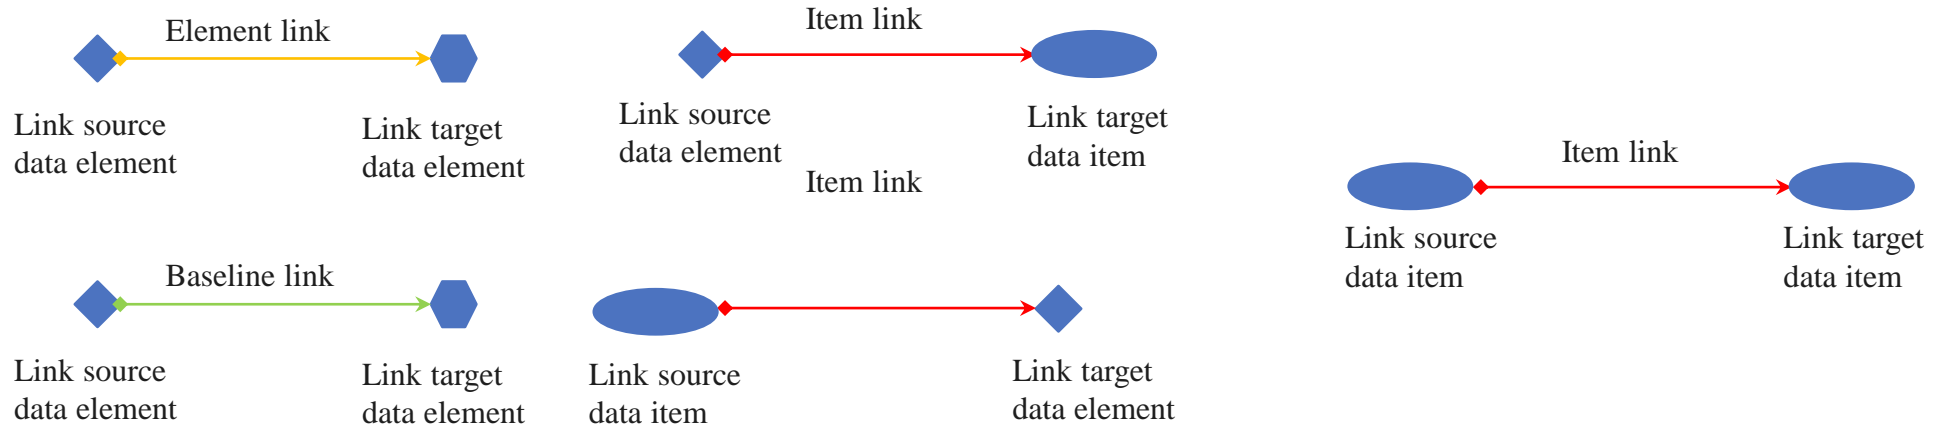 Element link
Link source
data element
Link target
data element
Item link
Link source
data element
Link target
data item
Item link
Link source
data item
Link target
data item
Baseline link
Link source
data element
Link target
data element
Item link
Link source
data item
Link target
data element